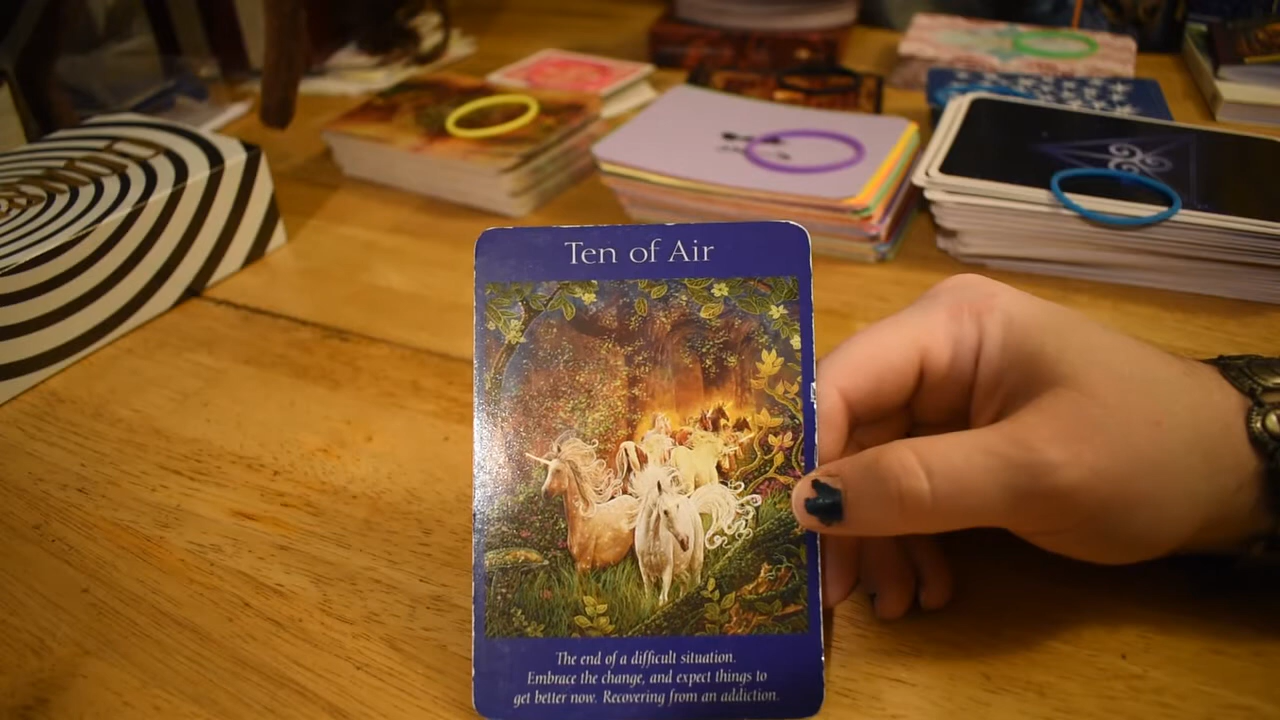 Ten of Air
The end of a difficult situation.
Embrace the change, and expect things to
get better now. Recovering from an addiction.